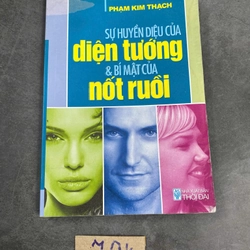 PHẠM KIM THẠCH
SỰ HUYỀN DIỆU CỦA
diện tướng
& BÍ MẬT CỦA
nốt ruồi
NHÀ XUẤT BẢN
THỜI ĐẠI